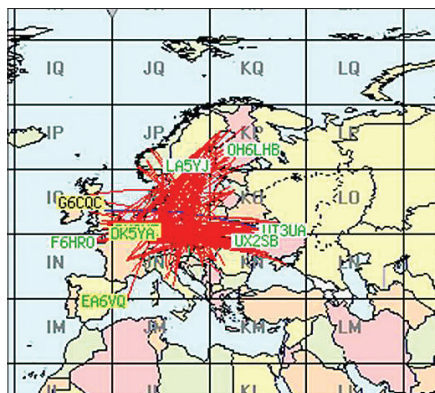 IQ JQ KQ LQ
IP JP KP LP
OH6LHB
LA5YJ
KO LO
G6CQC
OK5YA UT3UA
F6HRO UX2SB
IN JN KN LN
EA6VQ
IM JM KM LM